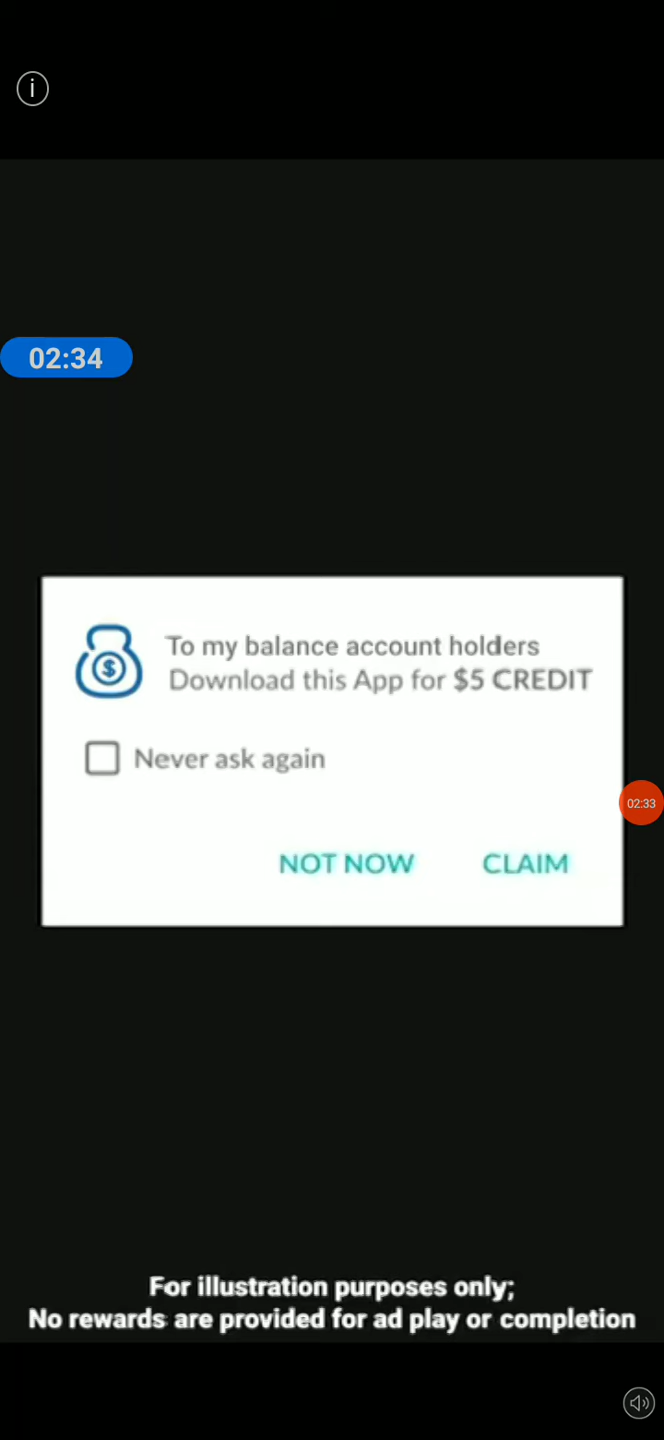 i
02:34
To my balance account holders
$
Download this App for $5 CREDIT
Never ask again
02:33
NOT NOW
CLAIM
For illustration purposes only;
No rewards are provided for ad play or completion